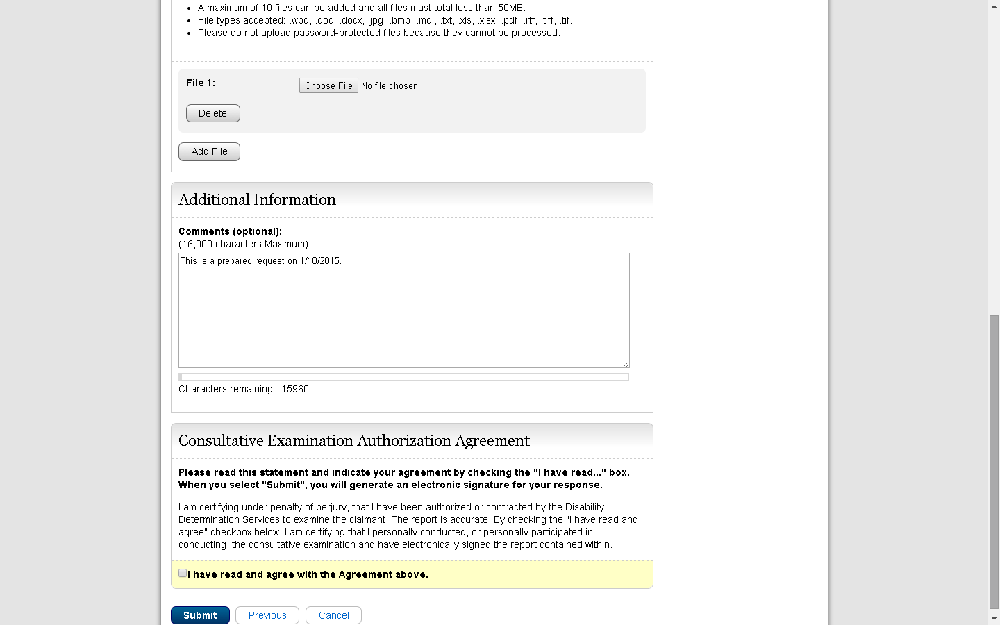 A maximum of 10 files can be added and all files must total less than 50MB.
File types accepted: .wpd, .doc, .docx, .jpg, .bmp, .mdi, .txt, .xls, .xlsx, .pdf, .rtf, .tiff, .tif.
Please do not upload password-protected files because they cannot be processed.
File 1: Choose File No file chosen
Delete
Add File
Additional Information
Comments (optional):
(16,000 characters Maximum)
This is a prepared request on 1/10/2015.
Characters remaining: 15960
Consultative Examination Authorization Agreement
Please read this statement and indicate your agreement by checking the "I have read..." box.
When you select "Submit", you will generate an electronic signature for your response.
I am certifying under penalty of perjury, that I have been authorized or contracted by the Disability
Determination Services to examine the claimant. The report is accurate. By checking the "I have read and
agree" checkbox below, I am certifying that I personally conducted, or personally participated in
conducting, the consultative examination and have electronically signed the report contained within.
I have read and agree with the Agreement above.
Submit Previous Cancel